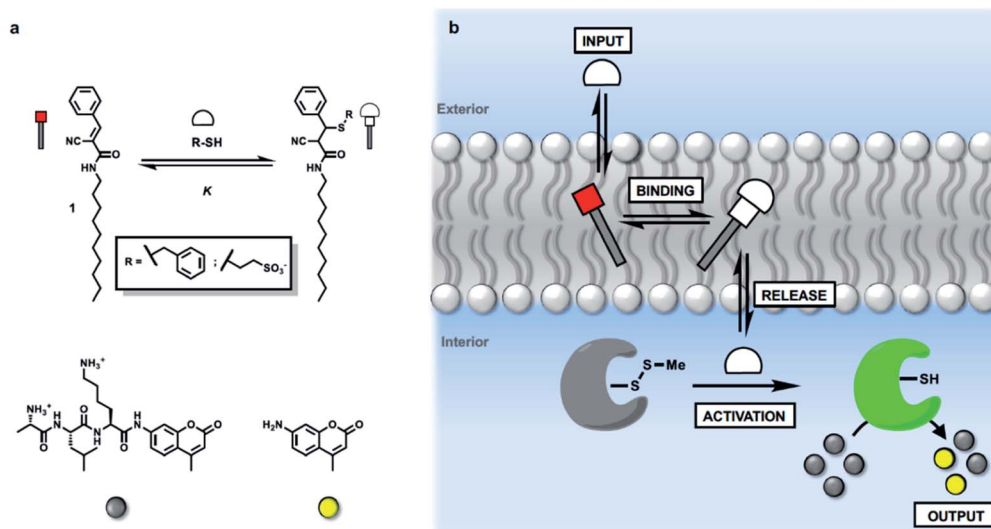 a
NC
O
HN
1
R-SH
K
R
S
NC
O
HN
R =
;
SO₃⁻
NH₃⁺
NH₃⁺
O
H
N
O
N
H
O
H
N
O
O
H₂N
O
O
b
INPUT
Exterior
BINDING
RELEASE
Interior
S–Me
S
ACTIVATION
SH
OUTPUT